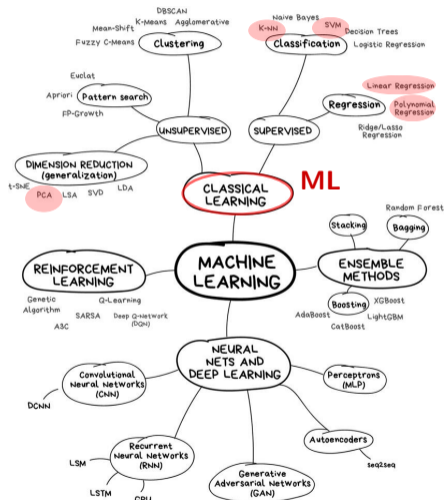 DBSCAN
K-Means Agglomerative
Mean-Shift
Fuzzy C-Means
Clustering
Naive Bayes
K-NN
SVM
Decision Trees
Classification
Logistic Regression
Euclat
Apriori
Pattern search
FP-Growth
Linear Regression
Regression
Polynomial
Regression
Ridge/Lasso
Regression
UNSUPERVISED
SUPERVISED
DIMENSION REDUCTION
(generalization)
t-SNE
PCA
LSA
SVD
LDA
CLASSICAL
LEARNING
ML
Random Forest
Stacking
Bagging
MACHINE
LEARNING
REINFORCEMENT
LEARNING
ENSEMBLE
METHODS
Genetic
Algorithm
Q-Learning
SARSA
Deep Q-Network
(DQN)
A3C
Boosting
XGBoost
AdaBoost
LightGBM
CatBoost
NEURAL
NETS AND
DEEP LEARNING
Convolutional
Neural Networks
(CNN)
DCNN
Perceptrons
(MLP)
Recurrent
Neural Networks
(RNN)
LSM
LSTM
GRU
Autoencoders
seq2seq
Generative
Adversarial Networks
(GAN)